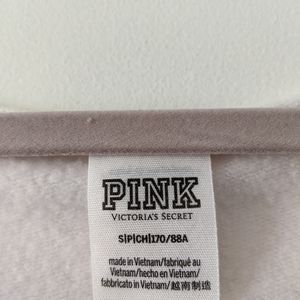 PINK
VICTORIA'S SECRET
S|P|CH|170/88A
made in Vietnam/fabriqué au
Vietnam/hecho en Vietnam/
fabbricato in Vietnam/越南制造